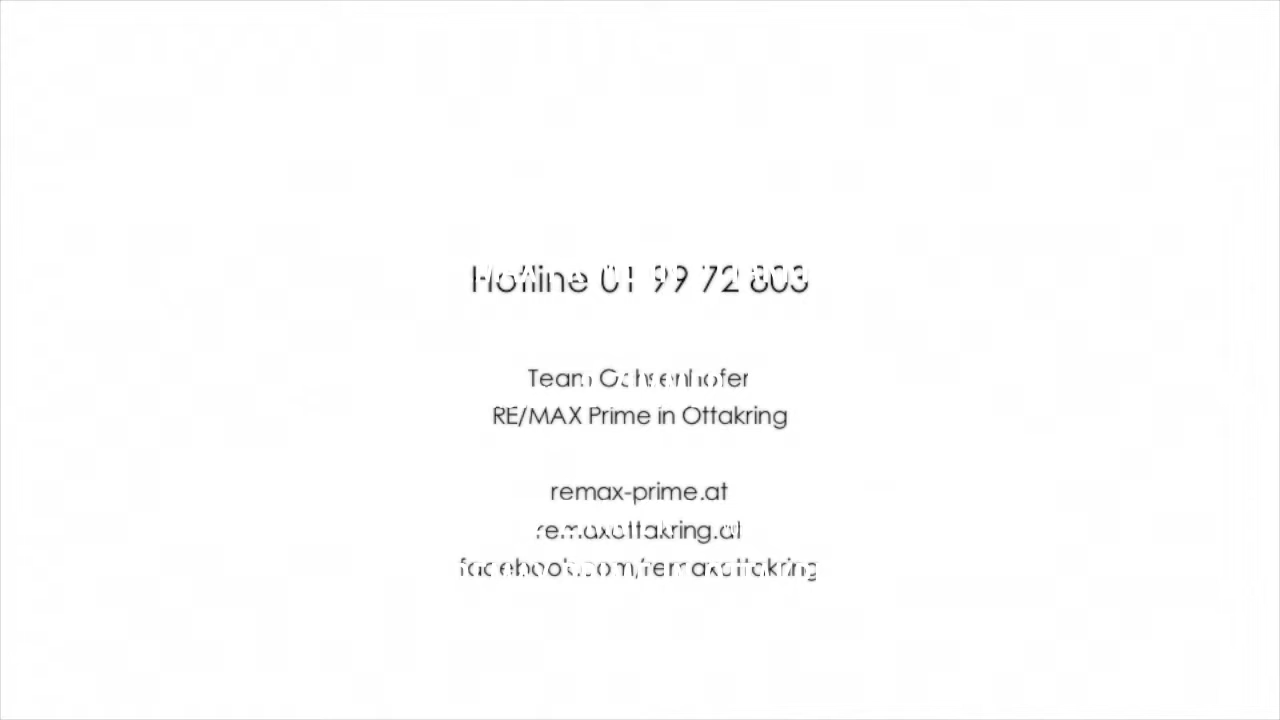 Hotline 01 99 72 803
Team Ochsenhofer
RE/MAX Prime in Ottakring
remax-prime.at
remaxottakring.at
facebook.com/remaxottakring